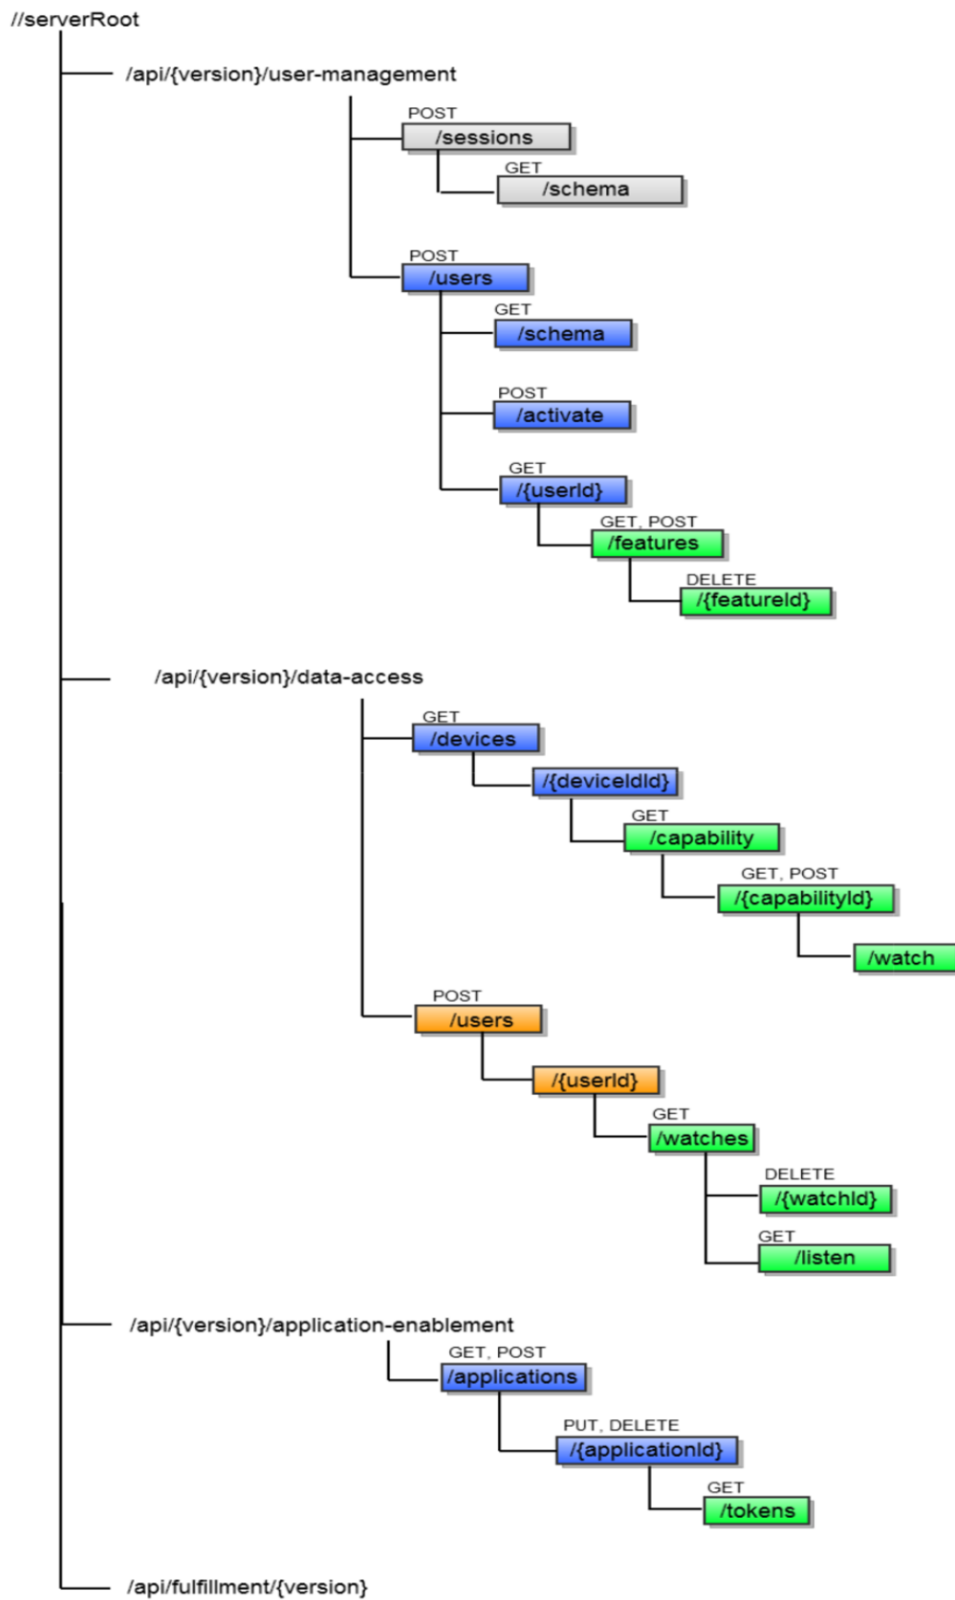 //serverRoot
/api/{version}/user-management
POST
/sessions
GET
/schema
POST
/users
GET
/schema
POST
/activate
GET
/{userId}
GET, POST
/features
DELETE
/{featureId}
/api/{version}/data-access
GET
/devices
/{deviceIdId}
GET
/capability
GET, POST
/{capabilityId}
/watch
POST
/users
/{userId}
GET
/watches
DELETE
/{watchId}
GET
/listen
/api/{version}/application-enablement
GET, POST
/applications
PUT, DELETE
/{applicationId}
GET
/tokens
/api/fulfillment/{version}